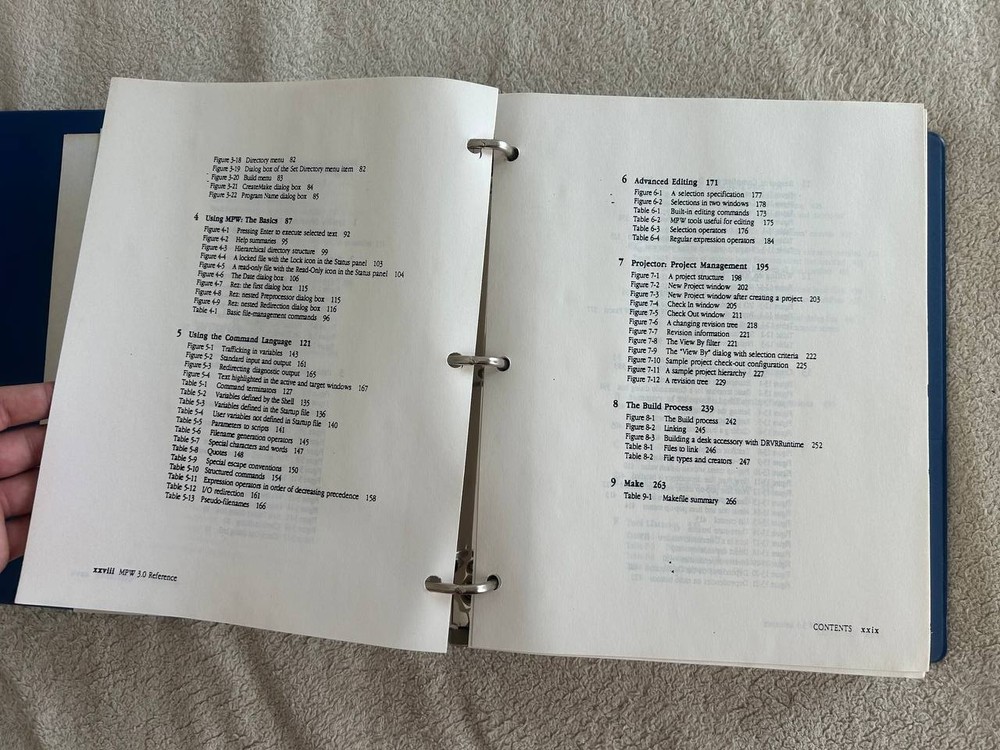 Figure 3-18 Directory menu 82
Figure 3-19 Dialog box of the Set Directory menu item 82
Figure 3-20 Build menu 83
Figure 3-21 CreateMake dialog box 84
Figure 3-22 Program Name dialog box 85
4 Using MPW: The Basics 87
Figure 4-1 Pressing Enter to execute selected text 92
Figure 4-2 Help summaries 95
Figure 4-3 Hierarchical directory structure 99
Figure 4-4 A locked file with the Lock icon in the Status panel 103
Figure 4-5 A read-only file with the Read-Only icon in the Status panel 104
Figure 4-6 The Date dialog box 106
Figure 4-7 Rez: the first dialog box 115
Figure 4-8 Rez: nested Preprocessor dialog box 115
Figure 4-9 Rez: nested Redirection dialog box 116
Table 4-1 Basic file-management commands 96
5 Using the Command Language 121
Figure 5-1 Trafficking in variables 143
Figure 5-2 Standard input and output 161
Figure 5-3 Redirecting diagnostic output 165
Figure 5-4 Text highlighted in the active and target windows 167
Table 5-1 Command terminators 127
Table 5-2 Variables defined by the Shell 135
Table 5-3 Variables defined in the Startup file 136
Table 5-4 User variables not defined in Startup file 140
Table 5-5 Parameters to scripts 141
Table 5-6 Filename generation operators 145
Table 5-7 Special characters and words 147
Table 5-8 Quotes 148
Table 5-9 Special escape conventions 150
Table 5-10 Structured commands 154
Table 5-11 Expression operators in order of decreasing precedence 158
Table 5-12 I/O redirection 161
Table 5-13 Pseudo-filenames 166
xxviii MPW 3.0 Reference
6 Advanced Editing 171
Figure 6-1 A selection specification 177
Figure 6-2 Selections in two windows 178
Table 6-1 Built-in editing commands 173
Table 6-2 MPW tools useful for editing 175
Table 6-3 Selection operators 176
Table 6-4 Regular expression operators 184
7 Projector: Project Management 195
Figure 7-1 A project structure 198
Figure 7-2 New Project window 202
Figure 7-3 New Project window after creating a project 203
Figure 7-4 Check In window 205
Figure 7-5 Check Out window 211
Figure 7-6 A changing revision tree 218
Figure 7-7 Revision information 221
Figure 7-8 The View By filter 221
Figure 7-9 The "View By" dialog with selection criteria 222
Figure 7-10 Sample project check-out configuration 225
Figure 7-11 A sample project hierarchy 227
Figure 7-12 A revision tree 229
8 The Build Process 239
Figure 8-1 The Build process 242
Figure 8-2 Linking 245
Figure 8-3 Building a desk accessory with DRVRRuntime 252
Table 8-1 Files to link 246
Table 8-2 File types and creators 247
9 Make 263
Table 9-1 Makefile summary 266
CONTENTS xxix